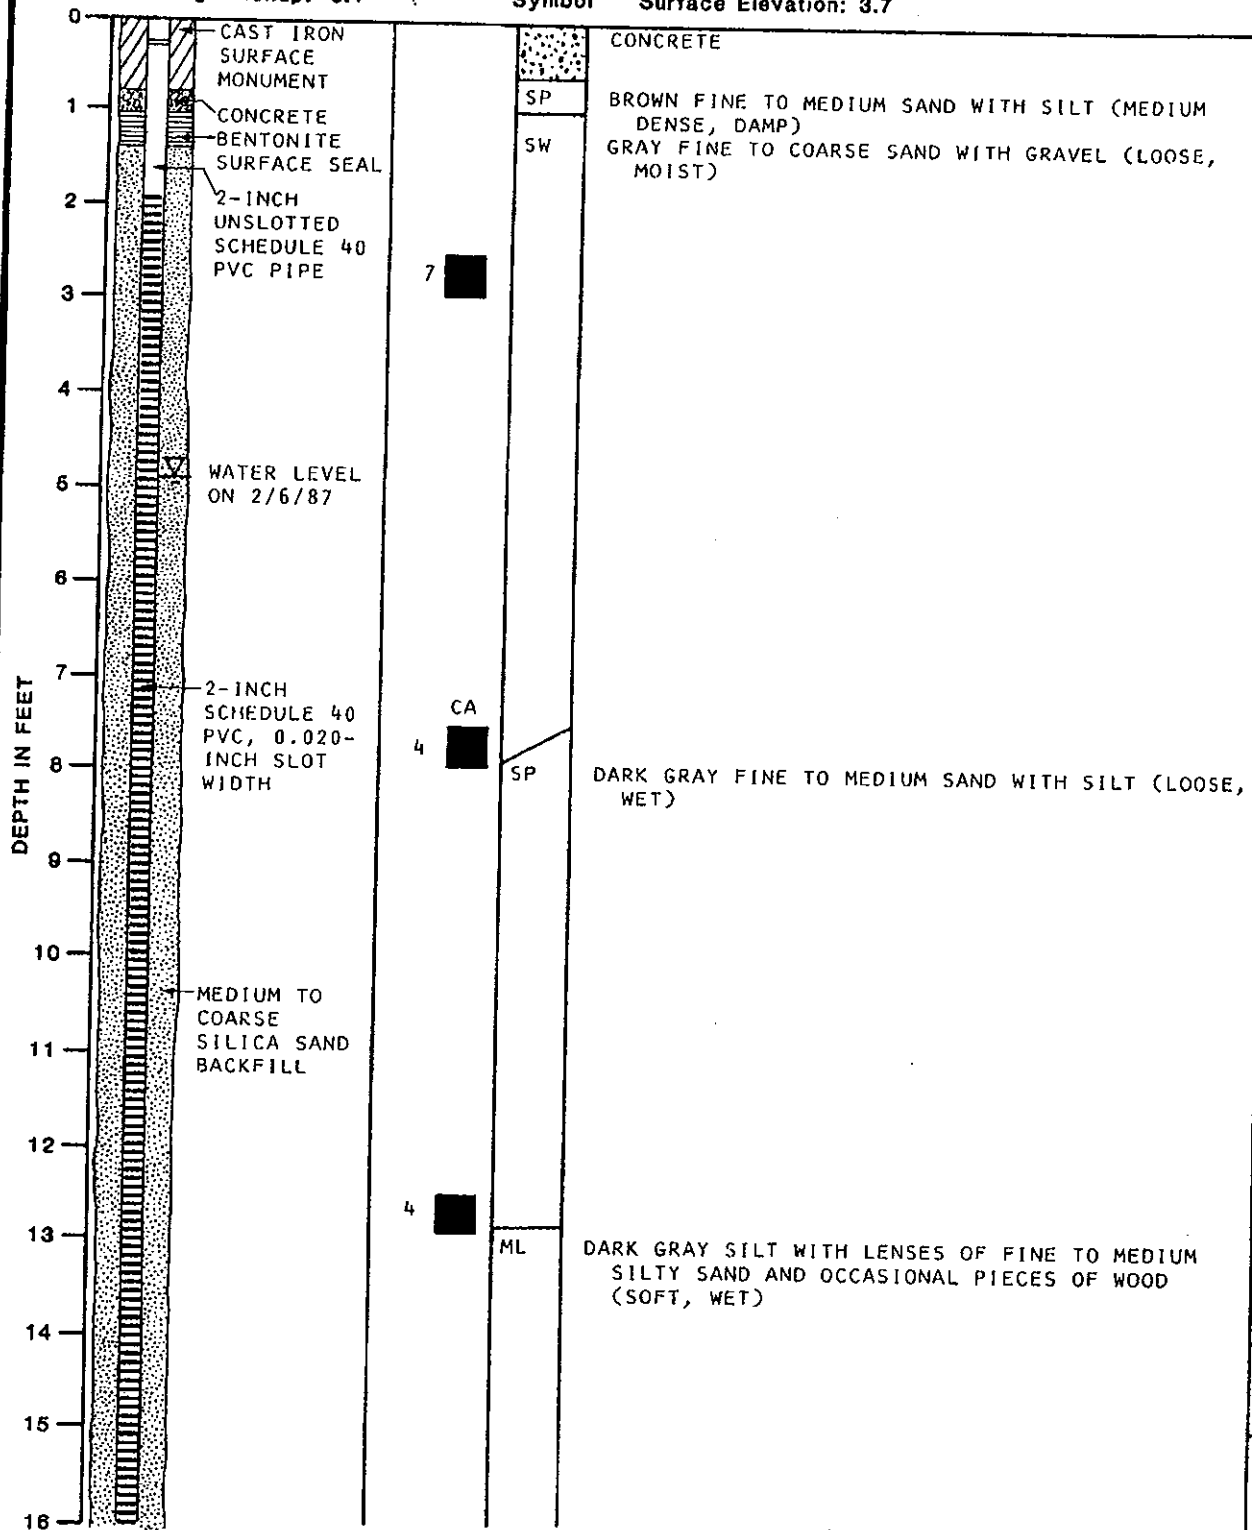 Symbol Surface Elevation: 3.7
0
CAST IRON
SURFACE
MONUMENT
CONCRETE
BENTONITE
SURFACE SEAL
2-INCH
UNSLOTTED
SCHEDULE 40
PVC PIPE
WATER LEVEL
ON 2/6/87
2-INCH
SCHEDULE 40
PVC, 0.020-
INCH SLOT
WIDTH
MEDIUM TO
COARSE
SILICA SAND
BACKFILL
1
2
3
4
5
6
7
8
9
10
11
12
13
14
15
16
DEPTH IN FEET
7
CA
4
4
CONCRETE
SP
BROWN FINE TO MEDIUM SAND WITH SILT (MEDIUM
DENSE, DAMP)
SW
GRAY FINE TO COARSE SAND WITH GRAVEL (LOOSE,
MOIST)
SP
DARK GRAY FINE TO MEDIUM SAND WITH SILT (LOOSE,
WET)
ML
DARK GRAY SILT WITH LENSES OF FINE TO MEDIUM
SILTY SAND AND OCCASIONAL PIECES OF WOOD
(SOFT, WET)